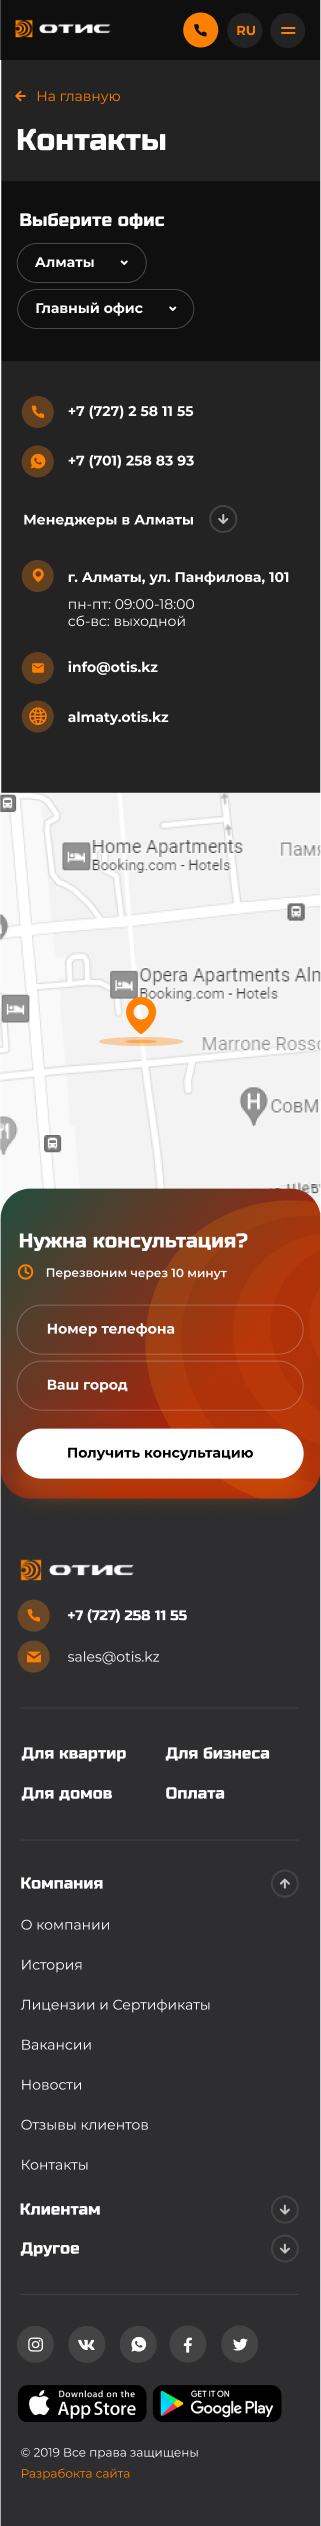 ОТИС
RU
На главную
Контакты
Выберите офис
Алматы
Главный офис
+7 (727) 2 58 11 55
+7 (701) 258 83 93
Менеджеры в Алматы
г. Алматы, ул. Панфилова, 101
пн-пт: 09:00-18:00
сб-вс: выходной
info@otis.kz
almaty.otis.kz
Home Apartments
Booking.com - Hotels
Памя
Opera Apartments Alm
Booking.com - Hotels
Marrone Rosso
H
СовМ
Нужна консультация?
Перезвоним через 10 минут
Номер телефона
Ваш город
Получить консультацию
ОТИС
+7 (727) 258 11 55
sales@otis.kz
Для квартир
Для бизнеса
Для домов
Оплата
Компания
О компании
История
Лицензии и Сертификаты
Вакансии
Новости
Отзывы клиентов
Контакты
Клиентам
Другое
Download on the
App Store
GET IT ON
Google Play
© 2019 Все права защищены
Разрабокта сайта